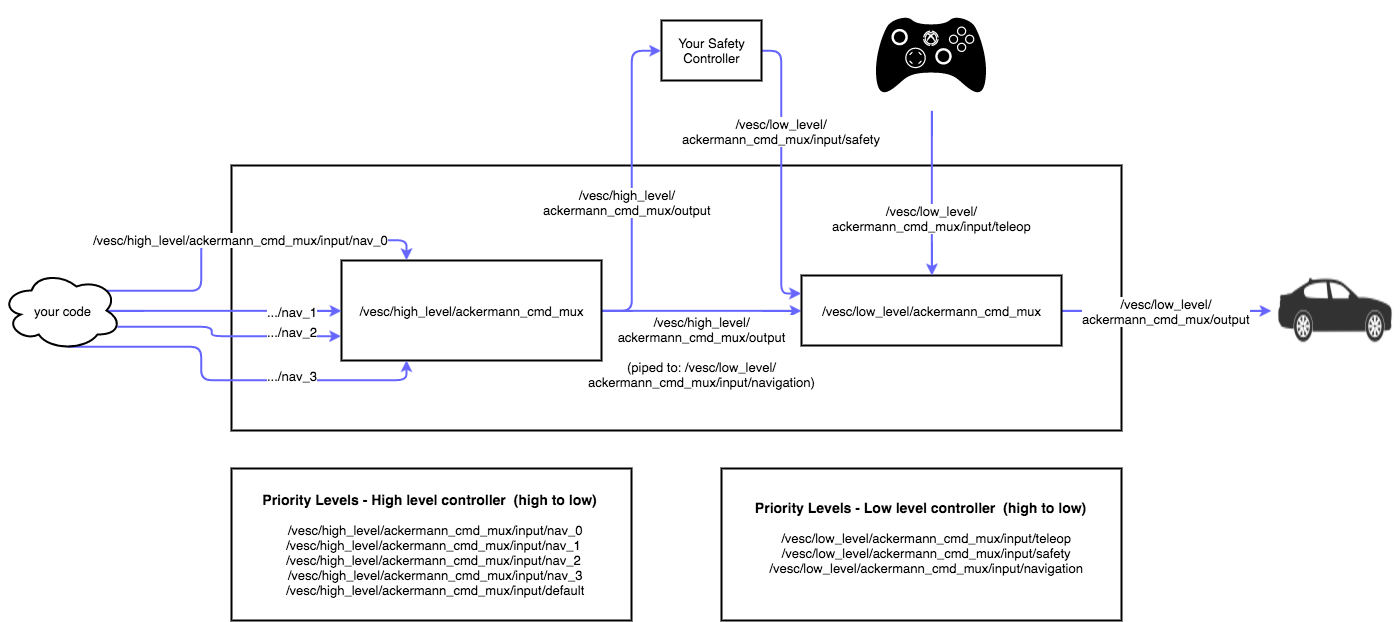 Your Safety
Controller
/vesc/low_level/
ackermann_cmd_mux/input/safety
/vesc/high_level/
ackermann_cmd_mux/output
/vesc/low_level/
ackermann_cmd_mux/input/teleop
/vesc/high_level/ackermann_cmd_mux/input/nav_0
your code
.../nav_1
.../nav_2
.../nav_3
/vesc/high_level/ackermann_cmd_mux
/vesc/high_level/
ackermann_cmd_mux/output
(piped to: /vesc/low_level/
ackermann_cmd_mux/input/navigation)
/vesc/low_level/ackermann_cmd_mux
/vesc/low_level/
ackermann_cmd_mux/output
Priority Levels - High level controller  (high to low)
/vesc/high_level/ackermann_cmd_mux/input/nav_0
/vesc/high_level/ackermann_cmd_mux/input/nav_1
/vesc/high_level/ackermann_cmd_mux/input/nav_2
/vesc/high_level/ackermann_cmd_mux/input/nav_3
/vesc/high_level/ackermann_cmd_mux/input/default
Priority Levels - Low level controller  (high to low)
/vesc/low_level/ackermann_cmd_mux/input/teleop
/vesc/low_level/ackermann_cmd_mux/input/safety
/vesc/low_level/ackermann_cmd_mux/input/navigation